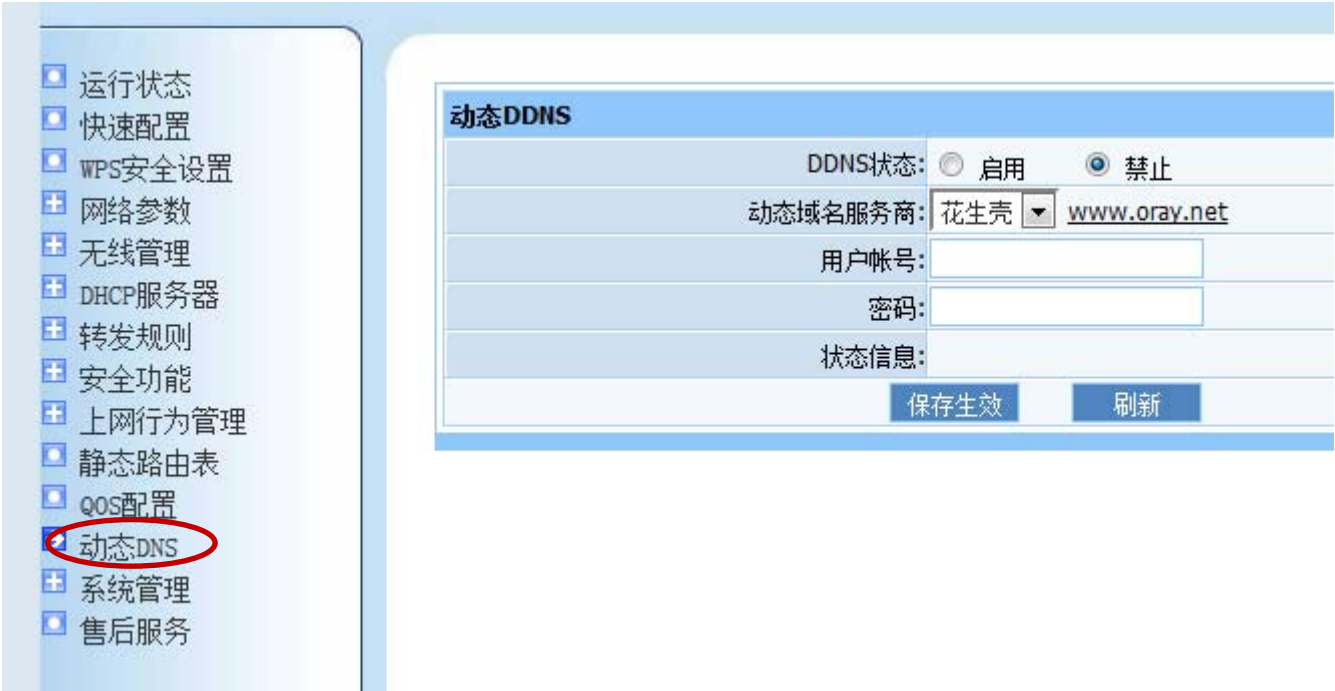 运行状态
快速配置
WPS安全设置
网络参数
无线管理
DHCP服务器
转发规则
安全功能
上网行为管理
静态路由表
QOS配置
动态DNS
系统管理
售后服务
动态DDNS
DDNS状态: 启用 禁止
动态域名服务商: 花生壳 www.oray.net
用户帐号:
密码:
状态信息:
保存生效 刷新